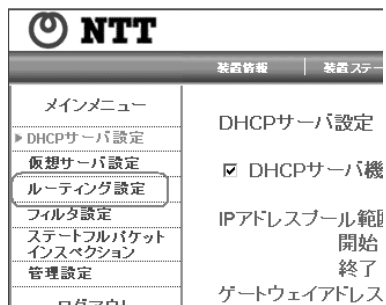 NTT
装置情報
装置ステー
メインメニュー
DHCPサーバ設定
仮想サーバ設定
ルーティング設定
フィルタ設定
ステートフルパケット
インスペクション
管理設定
DHCPサーバ設定
DHCPサーバ機
IPアドレスプール範
開始
終了
ゲートウェイアドレス